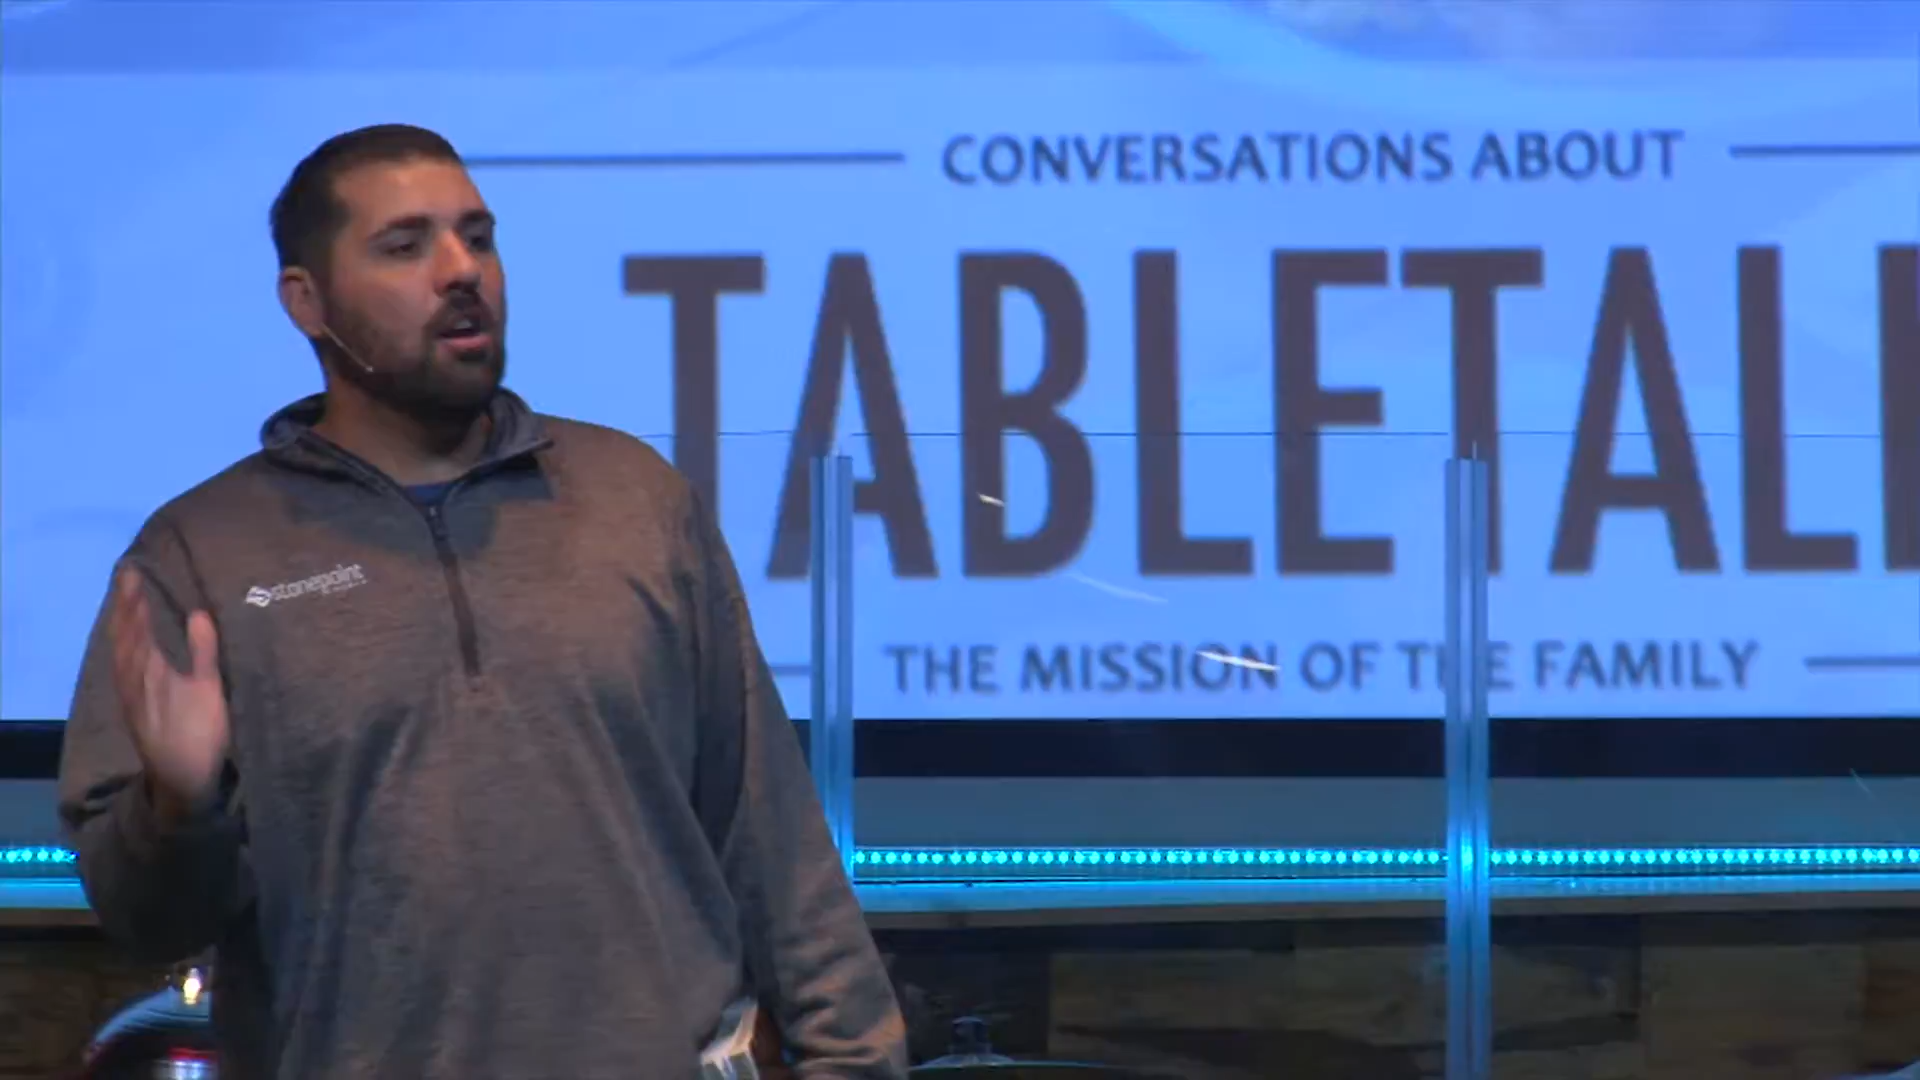 CONVERSATIONS ABOUT
TABLETAL
THE MISSION OF THE FAMILY
stonepoint